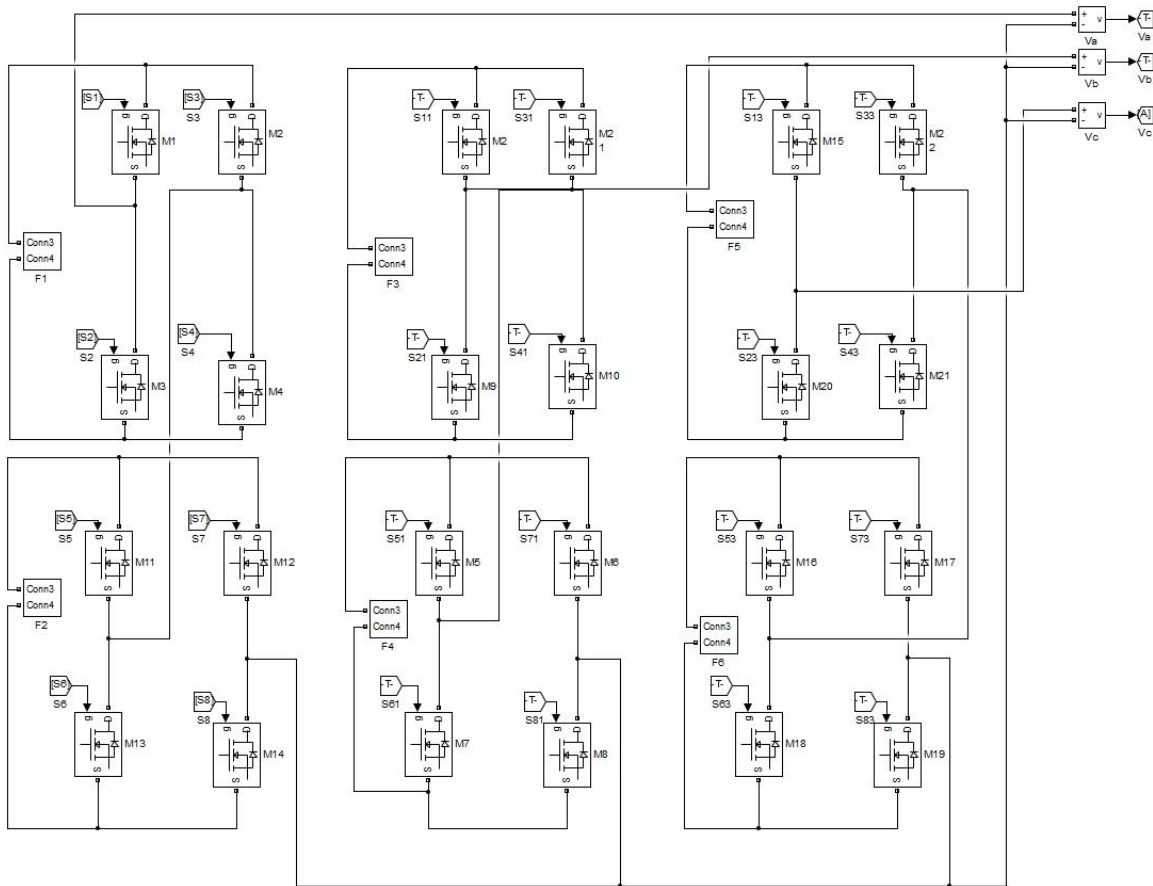 + v Va -T- Va
- 
+ v Vb -T- Vb
-
+ v Vc [A] Vc
-
[S1] S1 g D S M1
[S3] S3 g D S M2
-T- S11 g D S M2
-T- S31 g D S M2 1
-T- S13 g D S M15
-T- S33 g D S M2 2
Conn3 Conn4 F1
Conn3 Conn4 F3
Conn3 Conn4 F5
[S2] S2 g D S M3
[S4] S4 g D S M4
-T- S21 g D S M9
-T- S41 g D S M10
-T- S23 g D S M20
-T- S43 g D S M21
[S5] S5 g D S M11
[S7] S7 g D S M12
-T- S51 g D S M5
-T- S71 g D S M6
-T- S53 g D S M16
-T- S73 g D S M17
Conn3 Conn4 F2
Conn3 Conn4 F4
Conn3 Conn4 F6
[S6] S6 g D S M13
[S8] S8 g D S M14
-T- S61 g D S M7
-T- S81 g D S M8
-T- S63 g D S M18
-T- S83 g D S M19